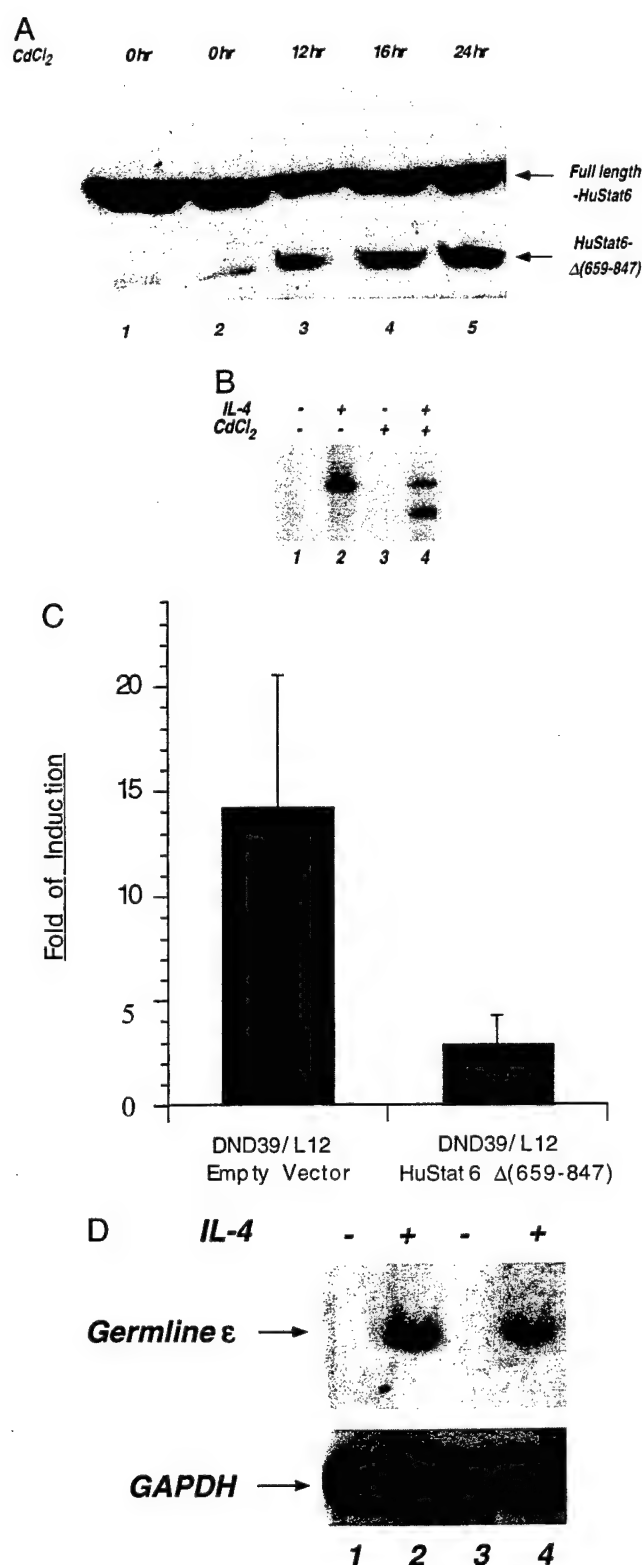 A
CdCl2 0hr 0hr 12hr 16hr 24hr
Full length
-HuStat6
HuStat6-
Δ(659-847)
1 2 3 4 5
B
IL-4 - + - +
CdCl2 - - + +
1 2 3 4
C
Fold of Induction
20
15
10
5
0
DND39/L12
Empty Vector
DND39/L12
HuStat6 Δ(659-847)
D IL-4 - + - +
Germline ε
GAPDH
1 2 3 4